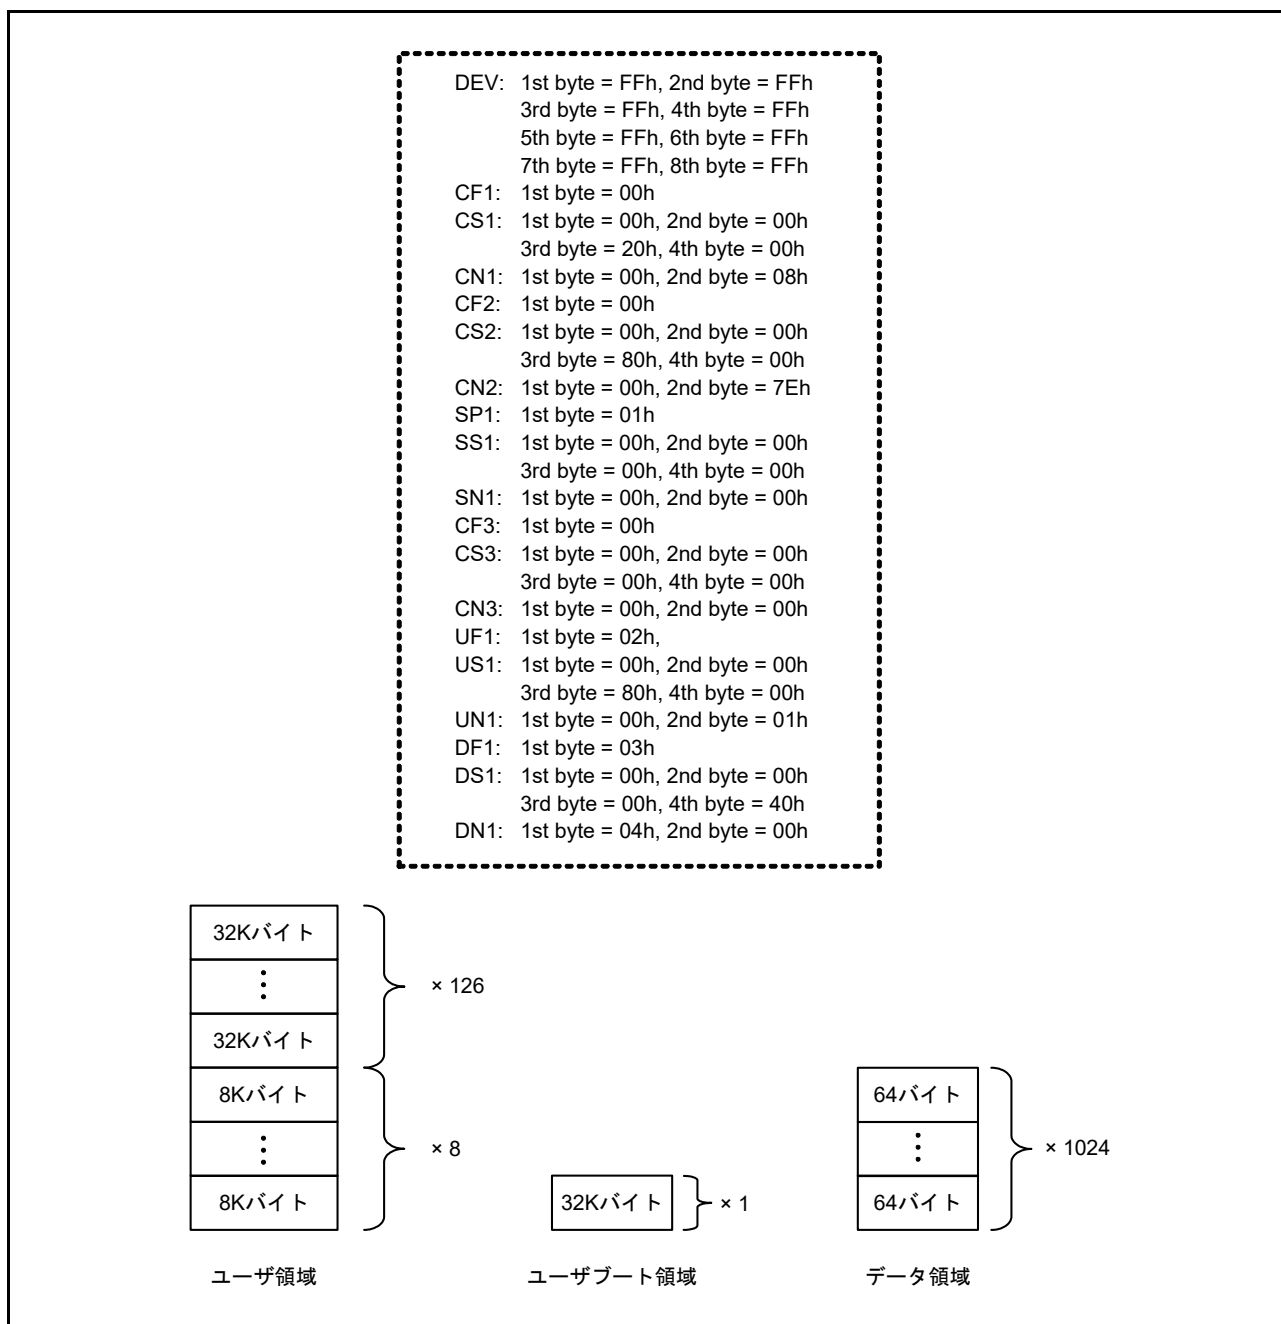 DEV: 1st byte = FFh, 2nd byte = FFh
3rd byte = FFh, 4th byte = FFh
5th byte = FFh, 6th byte = FFh
7th byte = FFh, 8th byte = FFh
CF1: 1st byte = 00h
CS1: 1st byte = 00h, 2nd byte = 00h
3rd byte = 20h, 4th byte = 00h
CN1: 1st byte = 00h, 2nd byte = 08h
CF2: 1st byte = 00h
CS2: 1st byte = 00h, 2nd byte = 00h
3rd byte = 80h, 4th byte = 00h
CN2: 1st byte = 00h, 2nd byte = 7Eh
SP1: 1st byte = 01h
SS1: 1st byte = 00h, 2nd byte = 00h
3rd byte = 00h, 4th byte = 00h
SN1: 1st byte = 00h, 2nd byte = 00h
CF3: 1st byte = 00h
CS3: 1st byte = 00h, 2nd byte = 00h
3rd byte = 00h, 4th byte = 00h
CN3: 1st byte = 00h, 2nd byte = 00h
UF1: 1st byte = 02h,
US1: 1st byte = 00h, 2nd byte = 00h
3rd byte = 80h, 4th byte = 00h
UN1: 1st byte = 00h, 2nd byte = 01h
DF1: 1st byte = 03h
DS1: 1st byte = 00h, 2nd byte = 00h
3rd byte = 00h, 4th byte = 40h
DN1: 1st byte = 04h, 2nd byte = 00h
32Kバイト
× 126
32Kバイト
8Kバイト
× 8
8Kバイト
ユーザ領域
32Kバイト
× 1
ユーザブート領域
64バイト
× 1024
64バイト
データ領域